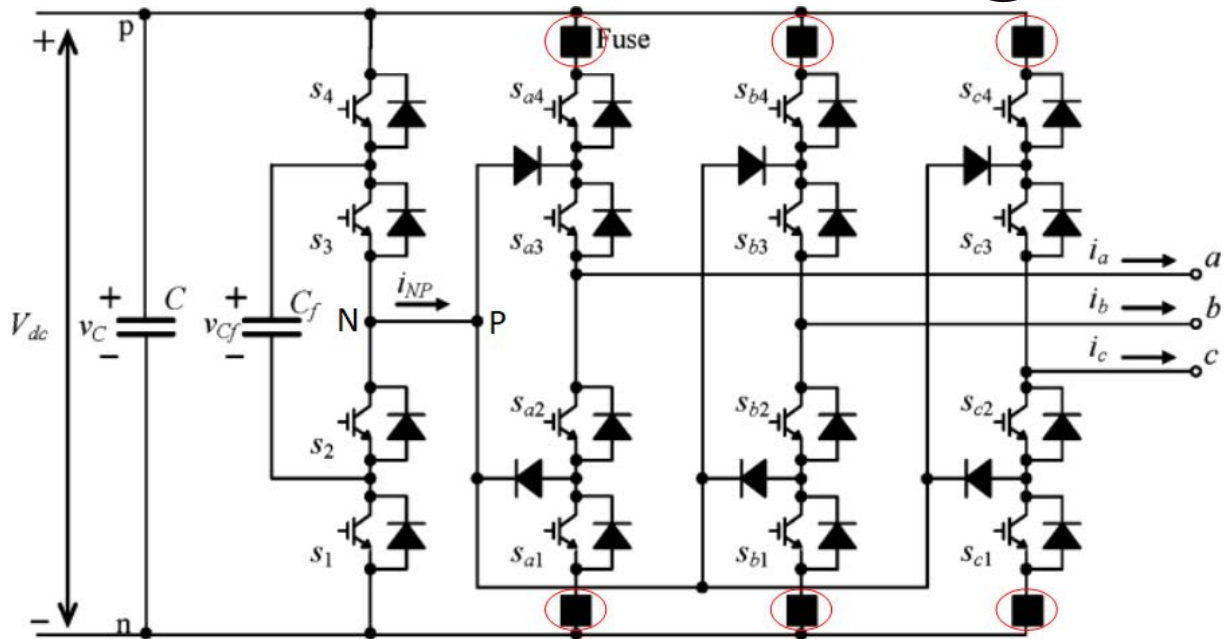 + p Fuse
s4 sa4 sb4 sc4
s3 sa3 sb3 sc3
ia a
+ C + Cf iNP ib b
Vdc vC vCf N P
− − ic c
s2 sa2 sb2 sc2
s1 sa1 sb1 sc1
− n